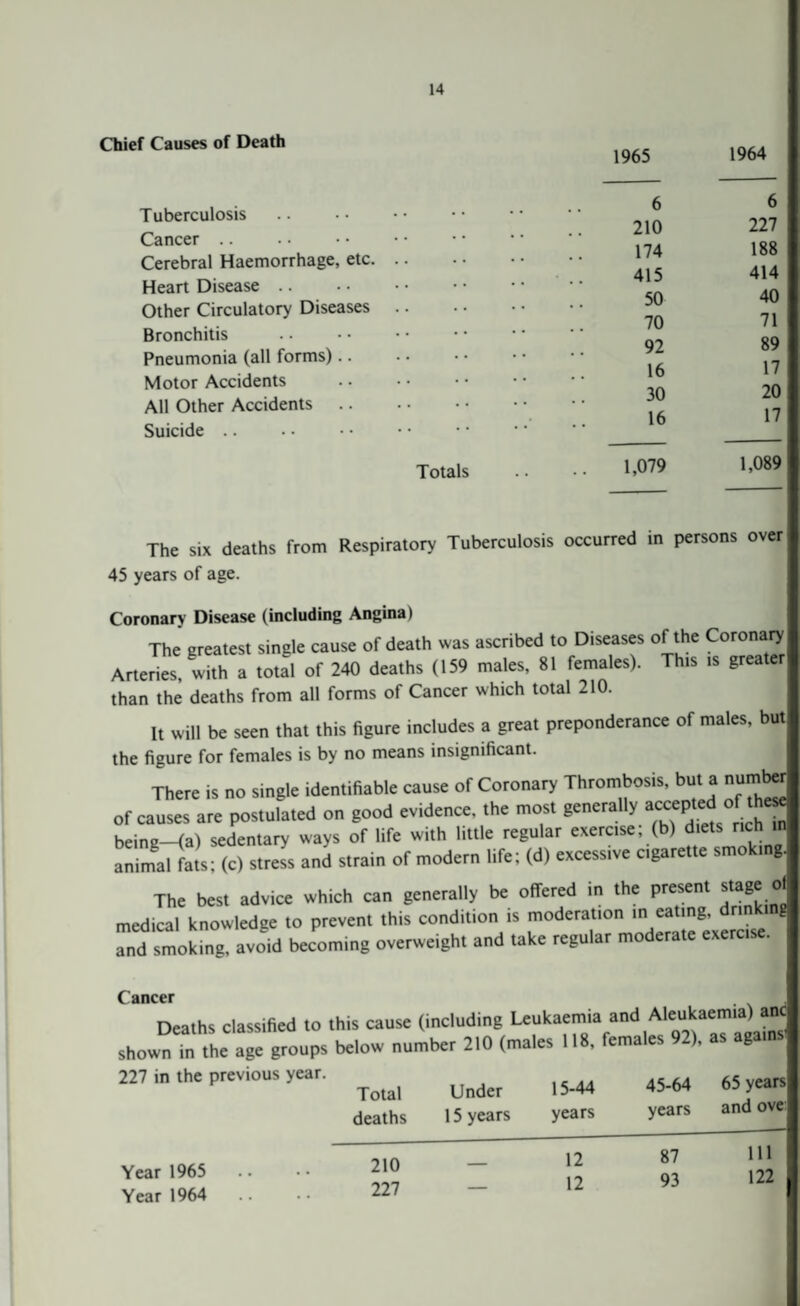 14
Chief Causes of Death
1965 1964
Tuberculosis .. .. .. .. .. .. 6 6
Cancer .. .. .. .. .. .. .. 210 227
Cerebral Haemorrhage, etc. .. .. .. .. 174 188
Heart Disease .. .. .. .. .. .. 415 414
Other Circulatory Diseases .. .. .. .. 50 40
Bronchitis .. .. .. .. .. .. 70 71
Pneumonia (all forms) .. .. .. .. .. 92 89
Motor Accidents .. .. .. .. .. 16 17
All Other Accidents .. .. .. .. .. 30 20
Suicide .. .. .. .. .. .. .. 16 17
Totals .. .. 1,079 1,089
The six deaths from Respiratory Tuberculosis occurred in persons over
45 years of age.
Coronary Disease (including Angina)
The greatest single cause of death was ascribed to Diseases of the Coronary
Arteries, with a total of 240 deaths (159 males, 81 females). This is greater
than the deaths from all forms of Cancer which total 210.
It will be seen that this figure includes a great preponderance of males, but
the figure for females is by no means insignificant.
There is no single identifiable cause of Coronary Thrombosis, but a number
of causes are postulated on good evidence, the most generally accepted of these
being—(a) sedentary ways of life with little regular exercise; (b) diets rich in
animal fats; (c) stress and strain of modern life; (d) excessive cigarette smoking.
The best advice which can generally be offered in the present stage of
medical knowledge to prevent this condition is moderation in eating, drinking
and smoking, avoid becoming overweight and take regular moderate exercise.
Cancer
Deaths classified to this cause (including Leukaemia and Aleukaemia) and
shown in the age groups below number 210 (males 118, females 92), as against
227 in the previous year.
Total Under 15-44 45-64 65 years
deaths 15 years years years and over
Year 1965 .. .. 210 — 12 87 111
Year 1964 .. .. 227 — 12 93 122